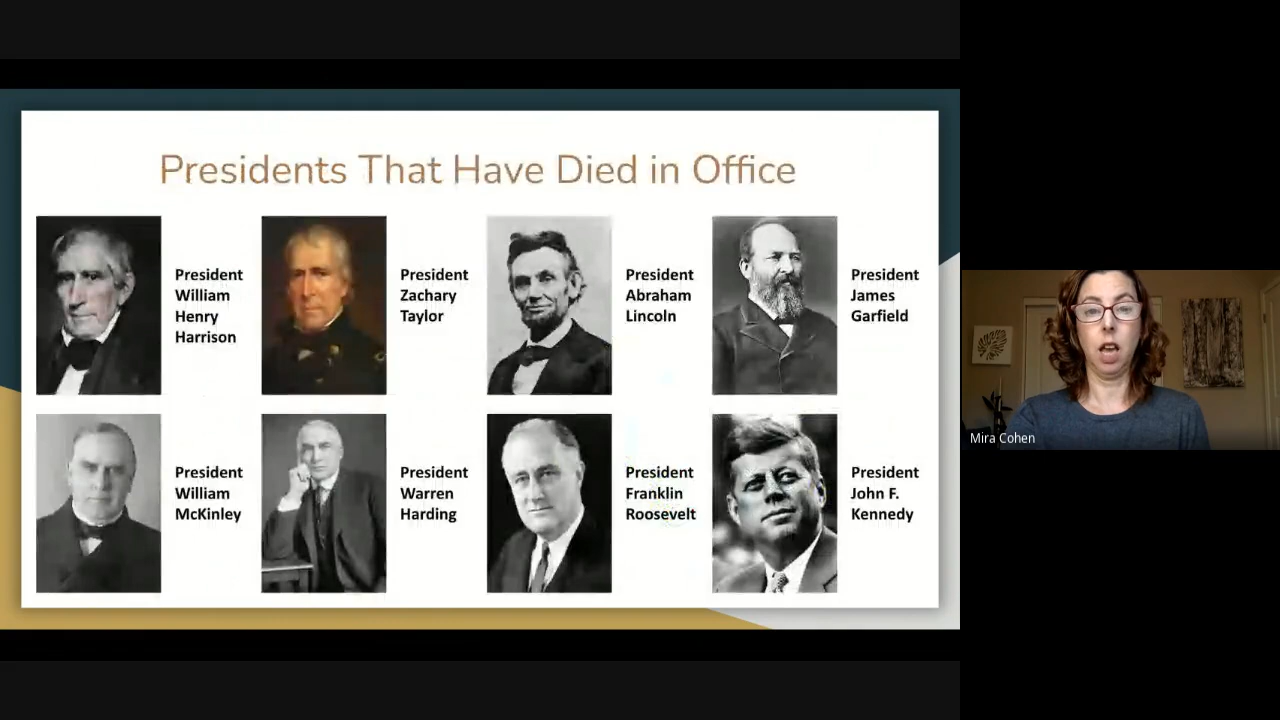 Presidents That Have Died in Office
President
William
Henry
Harrison
President
Zachary
Taylor
President
Abraham
Lincoln
President
James
Garfield
President
William
McKinley
President
Warren
Harding
President
Franklin
Roosevelt
President
John F.
Kennedy
Mira Cohen